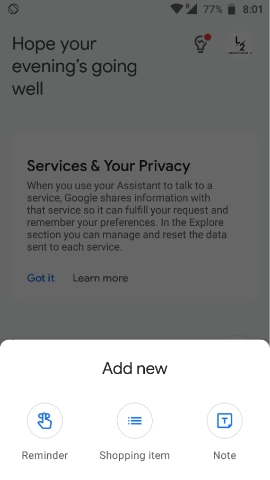 77% 8:01
Hope your
evening's going
well
Services & Your Privacy
When you use your Assistant to talk to a
service, Google shares information with
that service so it can fulfill your request and
remember your preferences. In the Explore
section you can manage and reset the data
sent to each service.
Got it Learn more
Add new
Reminder Shopping item Note